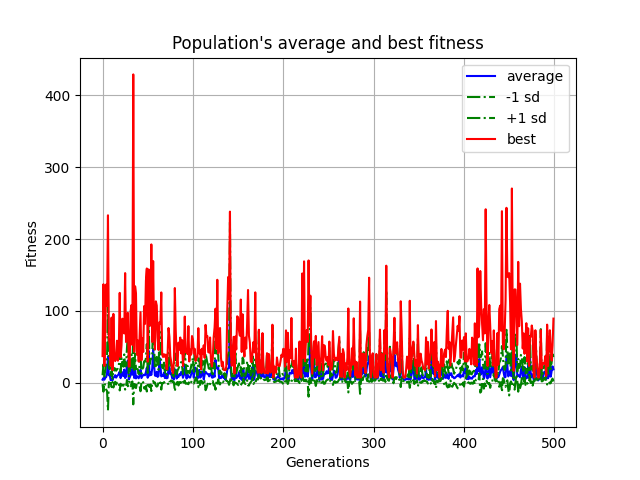 Population's average and best fitness
average
-1 sd
+1 sd
best
400
300
200
100
0
Fitness
0 100 200 300 400 500
Generations